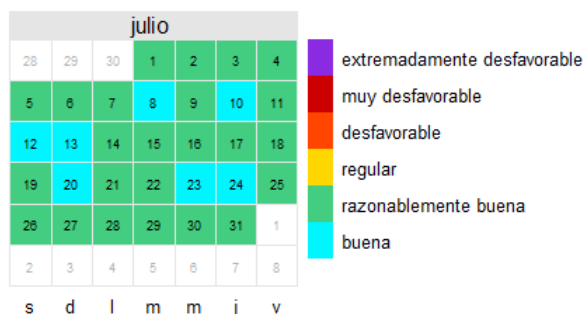 julio
28 29 30 1 2 3 4
5 6 7 8 9 10 11
12 13 14 15 16 17 18
19 20 21 22 23 24 25
26 27 28 29 30 31 1
2 3 4 5 6 7 8
s d l m m j v
extremadamente desfavorable
muy desfavorable
desfavorable
regular
razonablemente buena
buena